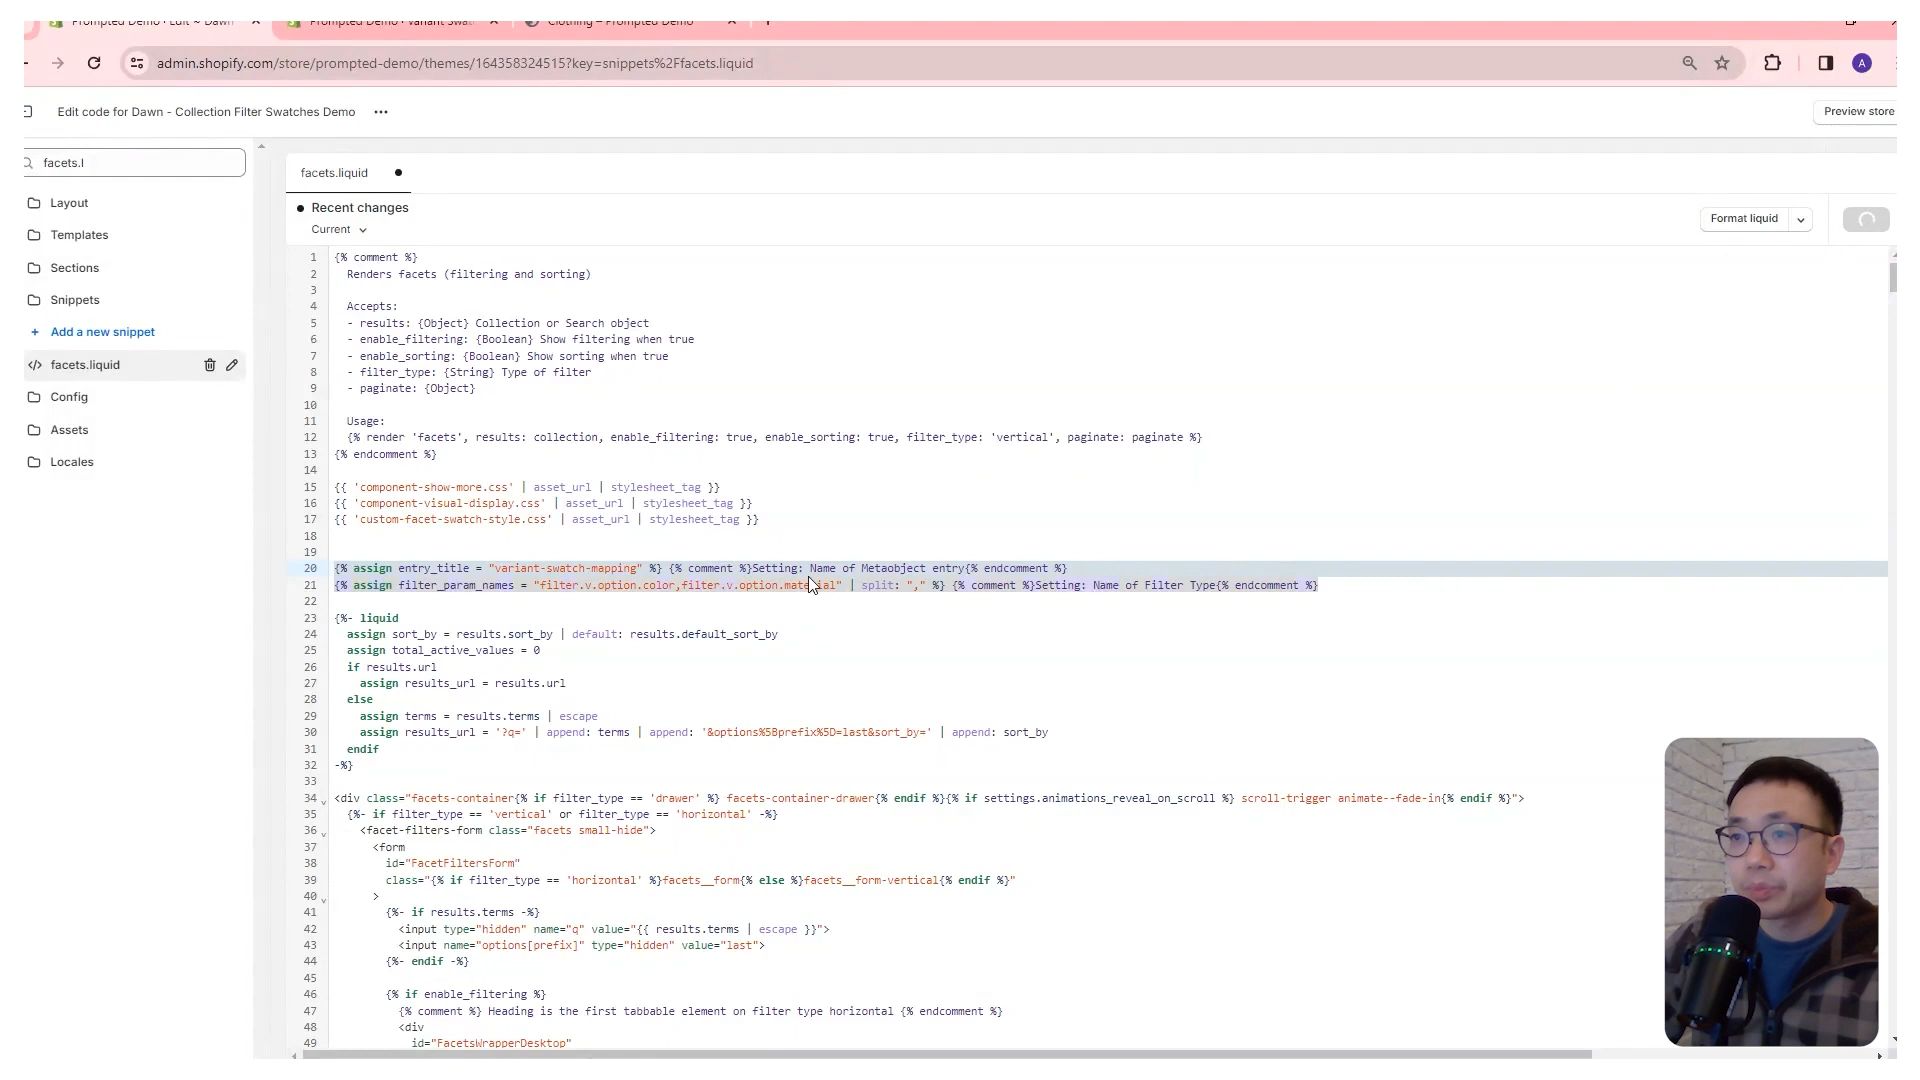 Prompted Demo · Edit ~ Dawn
Prompted Demo · Variant Swat
Clothing – Prompted Demo
admin.shopify.com/store/prompted-demo/themes/164358324515?key=snippets%2Ffacets.liquid
A
Edit code for Dawn - Collection Filter Swatches Demo
Preview store
facets.l
Layout
Templates
Sections
Snippets
+ Add a new snippet
facets.liquid
Config
Assets
Locales
facets.liquid
Recent changes
Current
Format liquid
1 {% comment %}
2 Renders facets (filtering and sorting)
3
4 Accepts:
5 - results: {Object} Collection or Search object
6 - enable_filtering: {Boolean} Show filtering when true
7 - enable_sorting: {Boolean} Show sorting when true
8 - filter_type: {String} Type of filter
9 - paginate: {Object}
10
11 Usage:
12 {% render 'facets', results: collection, enable_filtering: true, enable_sorting: true, filter_type: 'vertical', paginate: paginate %}
13 {% endcomment %}
14
15 {{ 'component-show-more.css' | asset_url | stylesheet_tag }}
16 {{ 'component-visual-display.css' | asset_url | stylesheet_tag }}
17 {{ 'custom-facet-swatch-style.css' | asset_url | stylesheet_tag }}
18
19
20 {% assign entry_title = "variant-swatch-mapping" %} {% comment %}Setting: Name of Metaobject entry{% endcomment %}
21 {% assign filter_param_names = "filter.v.option.color,filter.v.option.material" | split: "," %} {% comment %}Setting: Name of Filter Type{% endcomment %}
22
23 {%- liquid
24 assign sort_by = results.sort_by | default: results.default_sort_by
25 assign total_active_values = 0
26 if results.url
27 assign results_url = results.url
28 else
29 assign terms = results.terms | escape
30 assign results_url = '?q=' | append: terms | append: '&options%5Bprefix%5D=last&sort_by=' | append: sort_by
31 endif
32 -%}
33
34 <div class="facets-container{% if filter_type == 'drawer' %} facets-container-drawer{% endif %}{% if settings.animations_reveal_on_scroll %} scroll-trigger animate--fade-in{% endif %}">
35 {%- if filter_type == 'vertical' or filter_type == 'horizontal' -%}
36 <facet-filters-form class="facets small-hide">
37 <form
38 id="FacetFiltersForm"
39 class="{% if filter_type == 'horizontal' %}facets__form{% else %}facets__form-vertical{% endif %}"
40 >
41 {%- if results.terms -%}
42 <input type="hidden" name="q" value="{{ results.terms | escape }}">
43 <input name="options[prefix]" type="hidden" value="last">
44 {%- endif -%}
45
46 {% if enable_filtering %}
47 {% comment %} Heading is the first tabbable element on filter type horizontal {% endcomment %}
48 <div
49 id="FacetsWrapperDesktop"